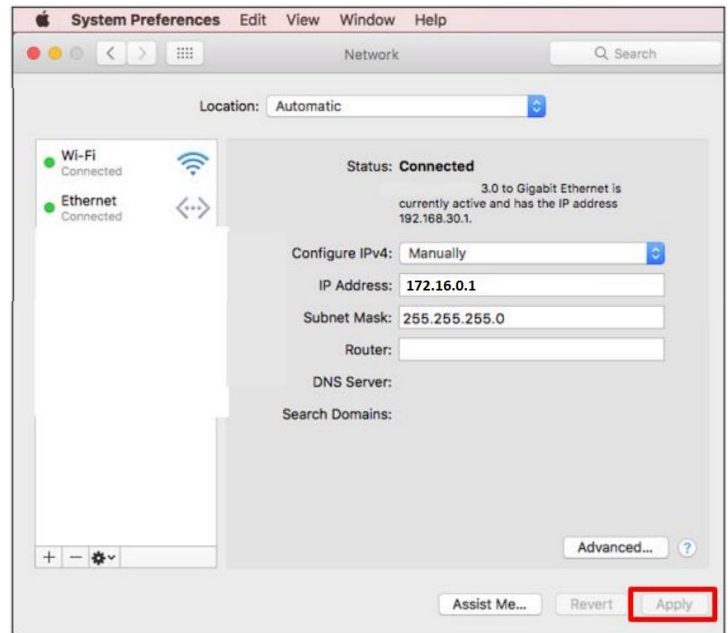 System Preferences Edit View Window Help
Network
Search
Location: Automatic
Wi-Fi
Connected
Ethernet
Connected
Status: Connected
3.0 to Gigabit Ethernet is
currently active and has the IP address
192.168.30.1.
Configure IPv4: Manually
IP Address: 172.16.0.1
Subnet Mask: 255.255.255.0
Router:
DNS Server:
Search Domains:
Advanced... ?
Assist Me... Revert Apply